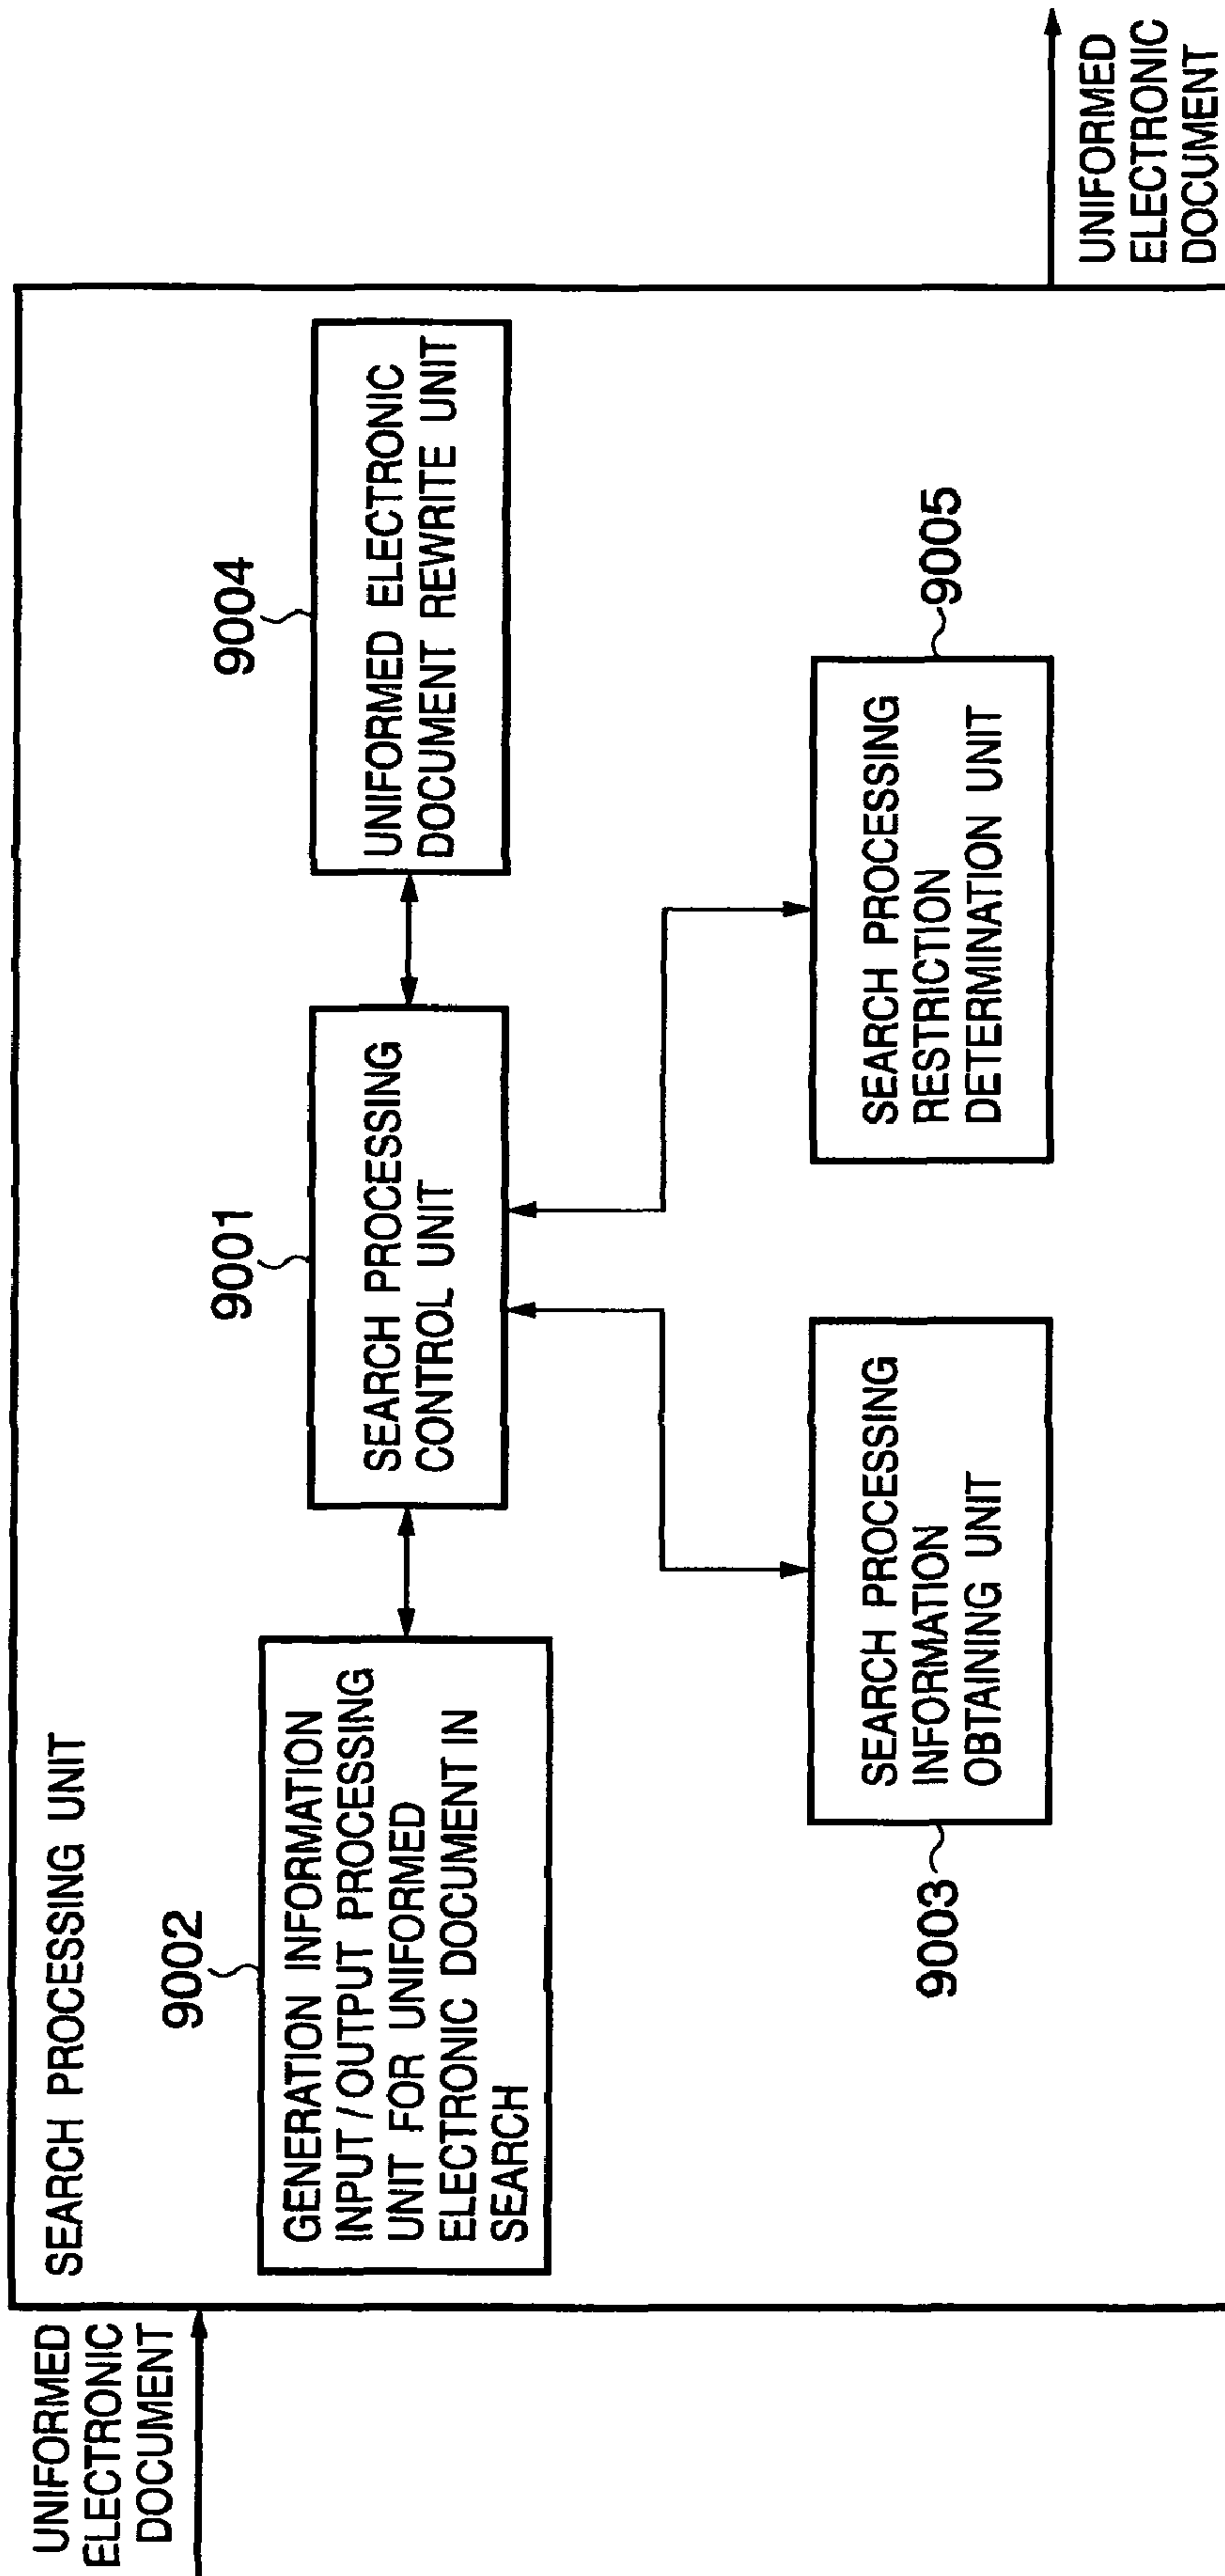 UNIFORMED
ELECTRONIC
DOCUMENT
SEARCH PROCESSING UNIT
9002
GENERATION INFORMATION
INPUT / OUTPUT PROCESSING
UNIT FOR UNIFORMED
ELECTRONIC DOCUMENT IN
SEARCH
9001
SEARCH PROCESSING
CONTROL UNIT
9004
UNIFORMED ELECTRONIC
DOCUMENT REWRITE UNIT
9003
SEARCH PROCESSING
INFORMATION
OBTAINING UNIT
SEARCH PROCESSING
RESTRICTION
DETERMINATION UNIT
9005
UNIFORMED
ELECTRONIC
DOCUMENT